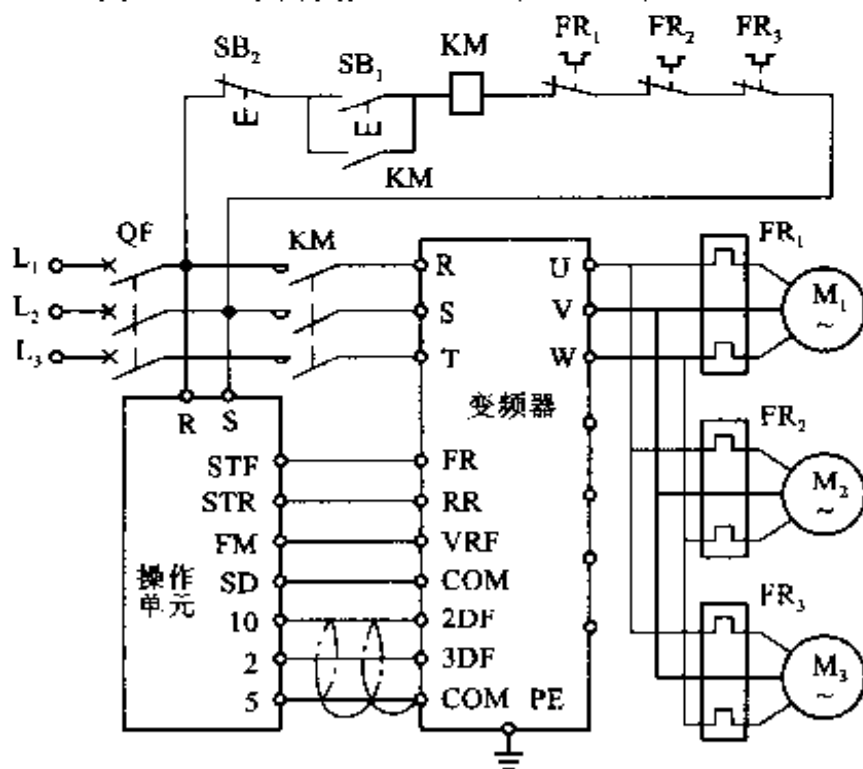 SB₂
SB₁
KM
FR₁
FR₂
FR₃
KM
L₁
QF
KM
R
U
FR₁
M₁
~
L₂
S
V
L₃
T
W
变频器
R S
STF
FR
FR₂
M₂
~
STR
RR
FM
VRF
操作
单元
SD
COM
10
2DF
FR₃
2
3DF
M₃
~
5
COM PE